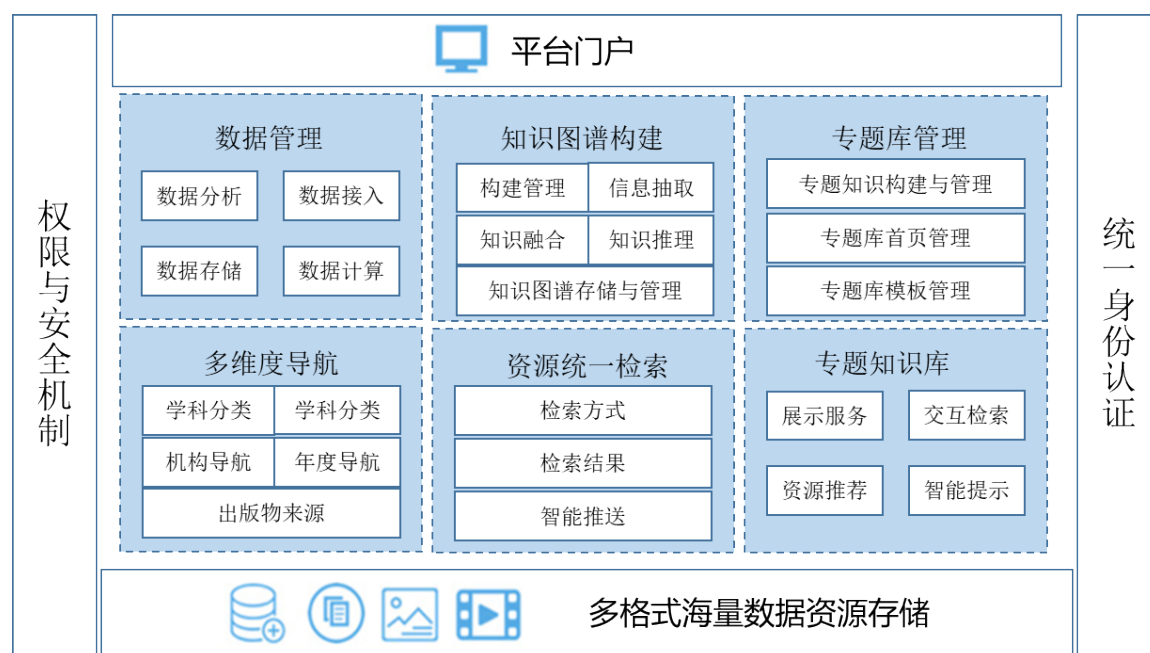 平台门户
权限与安全机制
数据管理
数据分析
数据接入
数据存储
数据计算
知识图谱构建
构建管理
信息抽取
知识融合
知识推理
知识图谱存储与管理
专题库管理
专题知识构建与管理
专题库首页管理
专题库模板管理
多维度导航
学科分类
学科分类
机构导航
年度导航
出版物来源
资源统一检索
检索方式
检索结果
智能推送
专题知识库
展示服务
交互检索
资源推荐
智能提示
统一身份认证
多格式海量数据资源存储